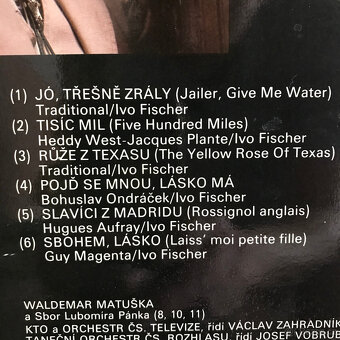 (1) JÓ, TŘEŠNĚ ZRÁLY (Jailer, Give Me Water)
Traditional/Ivo Fischer
(2) TISÍC MIL (Five Hundred Miles)
Heddy West-Jacques Plante/Ivo Fischer
(3) RŮŽE Z TEXASU (The Yellow Rose Of Texas)
Traditional/Ivo Fischer
(4) POJĎ SE MNOU, LÁSKO MÁ
Bohuslav Ondráček/Ivo Fischer
(5) SLAVÍCI Z MADRIDU (Rossignol anglais)
Hugues Aufray/Ivo Fischer
(6) SBOHEM, LÁSKO (Laiss' moi petite fille)
Guy Magenta/Ivo Fischer
WALDEMAR MATUŠKA
a Sbor Lubomíra Pánka (8, 10, 11)
KTO a ORCHESTR ČS. TELEVIZE, řídí VÁCLAV ZAHRADNÍK
TANEČNÍ ORCHESTR ČS. ROZHLASU, řídí JOSEF VOBRUB